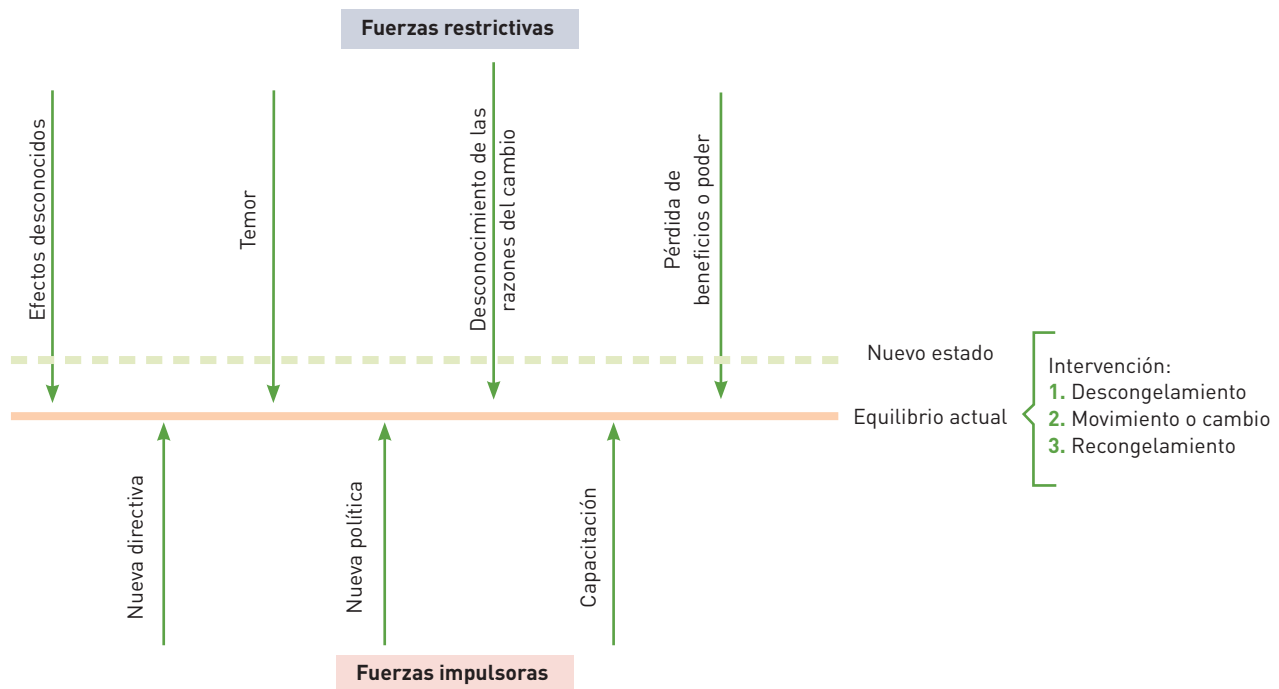 Fuerzas restrictivas
Efectos desconocidos
Temor
Desconocimiento de las
razones del cambio
Pérdida de
beneficios o poder
Nuevo estado
Equilibrio actual
Intervención:
1. Descongelamiento
2. Movimiento o cambio
3. Recongelamiento
Nueva directiva
Nueva política
Capacitación
Fuerzas impulsoras